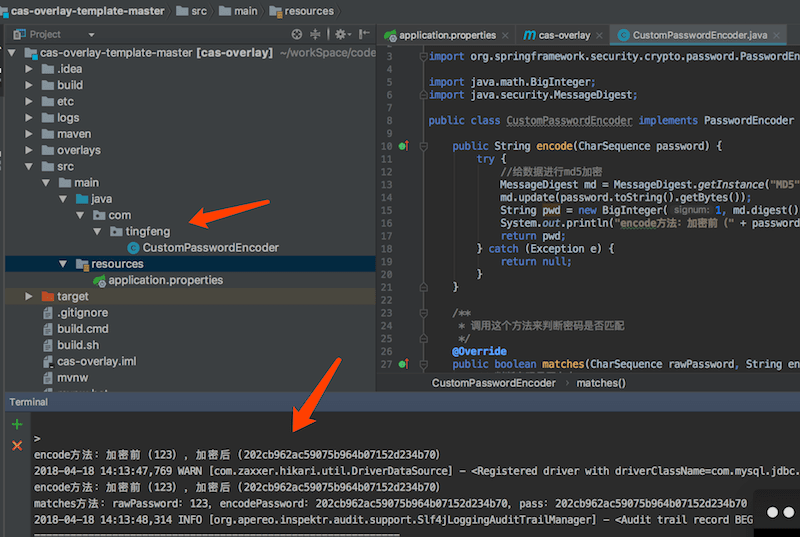 cas-overlay-template-master src main resources
Project
application.properties cas-overlay CustomPasswordEncoder.java
cas-overlay-template-master [cas-overlay] ~/workSpace/code
.idea
build
etc
logs
maven
overlays
src
main
java
com
tingfeng
CustomPasswordEncoder
resources
application.properties
target
.gitignore
build.cmd
build.sh
cas-overlay.iml
mvnw
3 import org.springframework.security.crypto.password.PasswordEn
4
5 import java.math.BigInteger;
6 import java.security.MessageDigest;
7
8 public class CustomPasswordEncoder implements PasswordEncoder
9
10 public String encode(CharSequence password) {
11 try {
12 //给数据进行md5加密
13 MessageDigest md = MessageDigest.getInstance("MD5"
14 md.update(password.toString().getBytes());
15 String pwd = new BigInteger( signum: 1, md.digest()
16 System.out.println("encode方法：加密前（" + passwor
17 return pwd;
18 } catch (Exception e) {
19 return null;
20 }
21 }
22
23 /**
24 * 调用这个方法来判断密码是否匹配
25 */
26 @Override
27 public boolean matches(CharSequence rawPassword, String en
CustomPasswordEncoder › matches()
Terminal
>
encode方法：加密前（123），加密后（202cb962ac59075b964b07152d234b70）
2018-04-18 14:13:47,769 WARN [com.zaxxer.hikari.util.DriverDataSource] - <Registered driver with driverClassName=com.mysql.jdbc.
encode方法：加密前（123），加密后（202cb962ac59075b964b07152d234b70）
matches方法：rawPassword：123，encodePassword：202cb962ac59075b964b07152d234b70，pass：202cb962ac59075b964b07152d234b70
2018-04-18 14:13:48,314 INFO [org.apereo.inspektr.audit.support.Slf4jLoggingAuditTrailManager] - <Audit trail record BEG